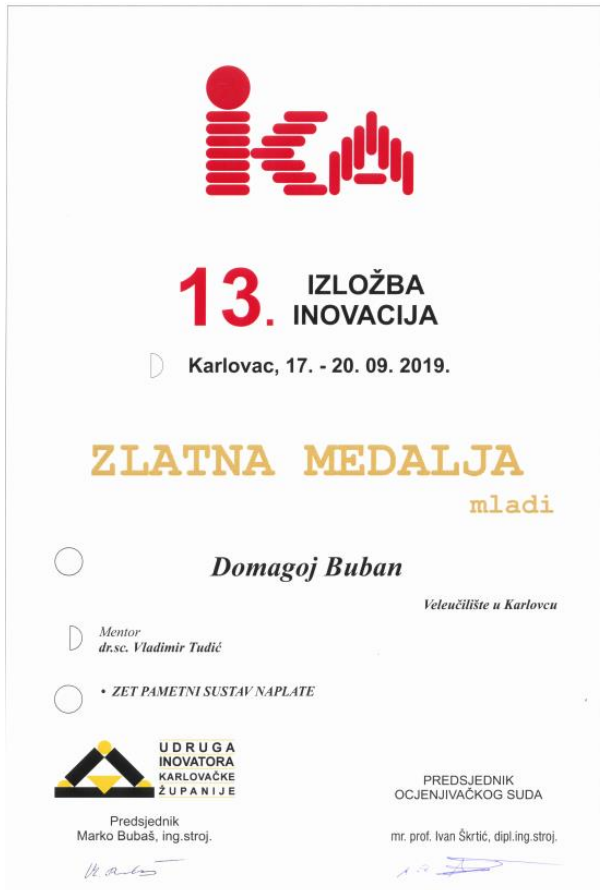 ika
13. IZLOŽBA
INOVACIJA
Karlovac, 17. - 20. 09. 2019.
ZLATNA MEDALJA
mladi
Domagoj Buban
Veleučilište u Karlovcu
Mentor
dr.sc. Vladimir Tudić
• ZET PAMETNI SUSTAV NAPLATE
UDRUGA
INOVATORA
KARLOVAČKE
ŽUPANIJE
Predsjednik
Marko Bubaš, ing.stroj.
PREDSJEDNIK
OCJENJIVAČKOG SUDA
mr. prof. Ivan Škrtić, dipl.ing.stroj.